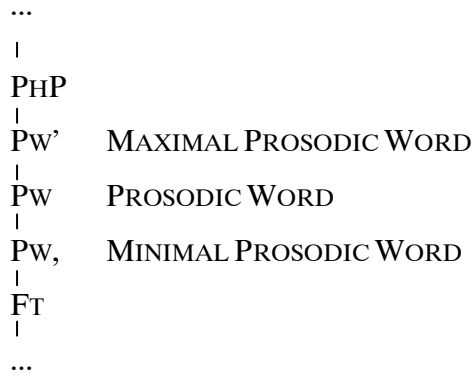 ...
PHP
PW’ MAXIMAL PROSODIC WORD
PW PROSODIC WORD
PW, MINIMAL PROSODIC WORD
FT
...